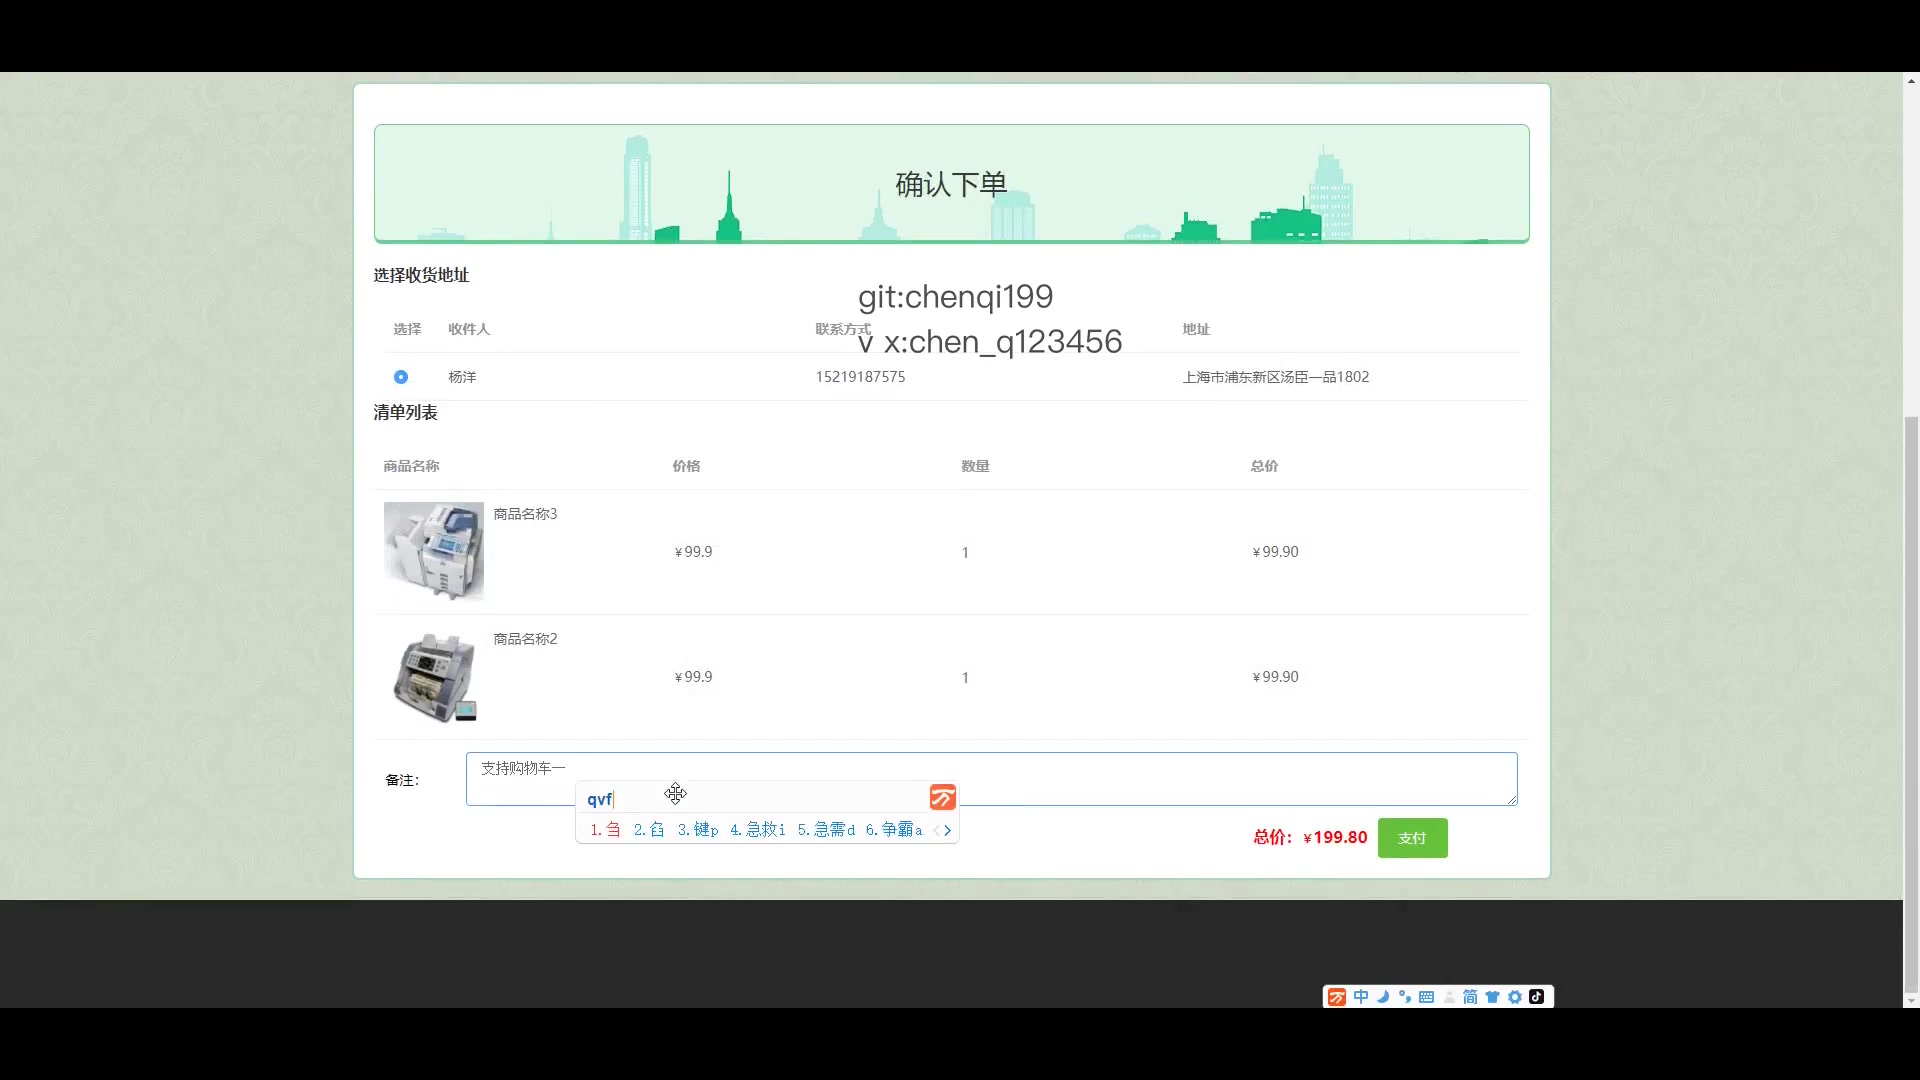 确认下单
选择收货地址
git:chenqi199
选择 收件人 联系方式 地址
v x:chen_q123456
杨洋 15219187575 上海市浦东新区汤臣一品1802
清单列表
商品名称 价格 数量 总价
商品名称3
¥99.9 1 ¥99.90
商品名称2
¥99.9 1 ¥99.90
支持购物车一
备注：
qvf
1.刍 2.臽 3.键p 4.急救i 5.急需d 6.争霸a
总价：¥199.80 支付
中 简